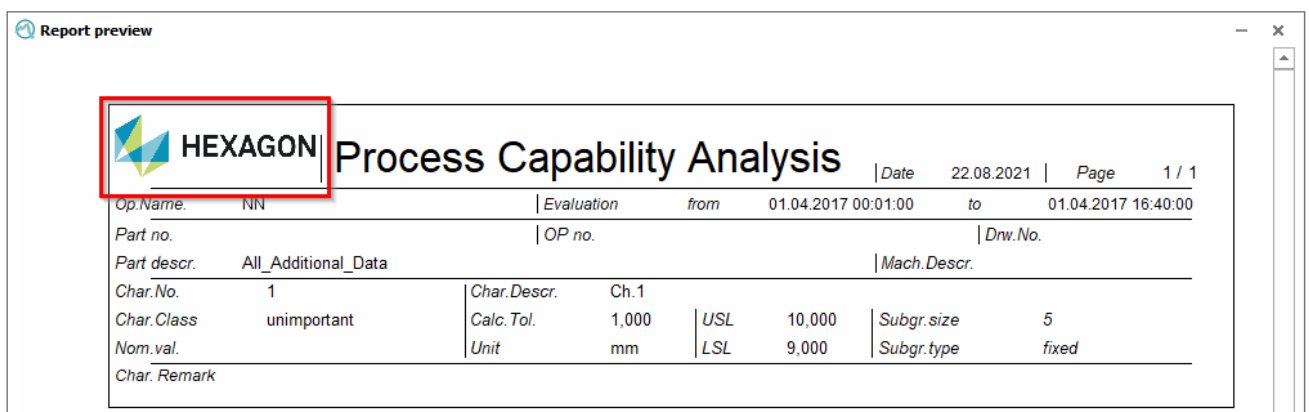 Report preview
HEXAGON Process Capability Analysis Date 22.08.2021 Page 1 / 1
Op.Name. NN Evaluation from 01.04.2017 00:01:00 to 01.04.2017 16:40:00
Part no. OP no. Drw.No.
Part descr. All_Additional_Data Mach.Descr.
Char.No. 1 Char.Descr. Ch.1
Char.Class unimportant Calc.Tol. 1,000 USL 10,000 Subgr.size 5
Nom.val. Unit mm LSL 9,000 Subgr.type fixed
Char. Remark